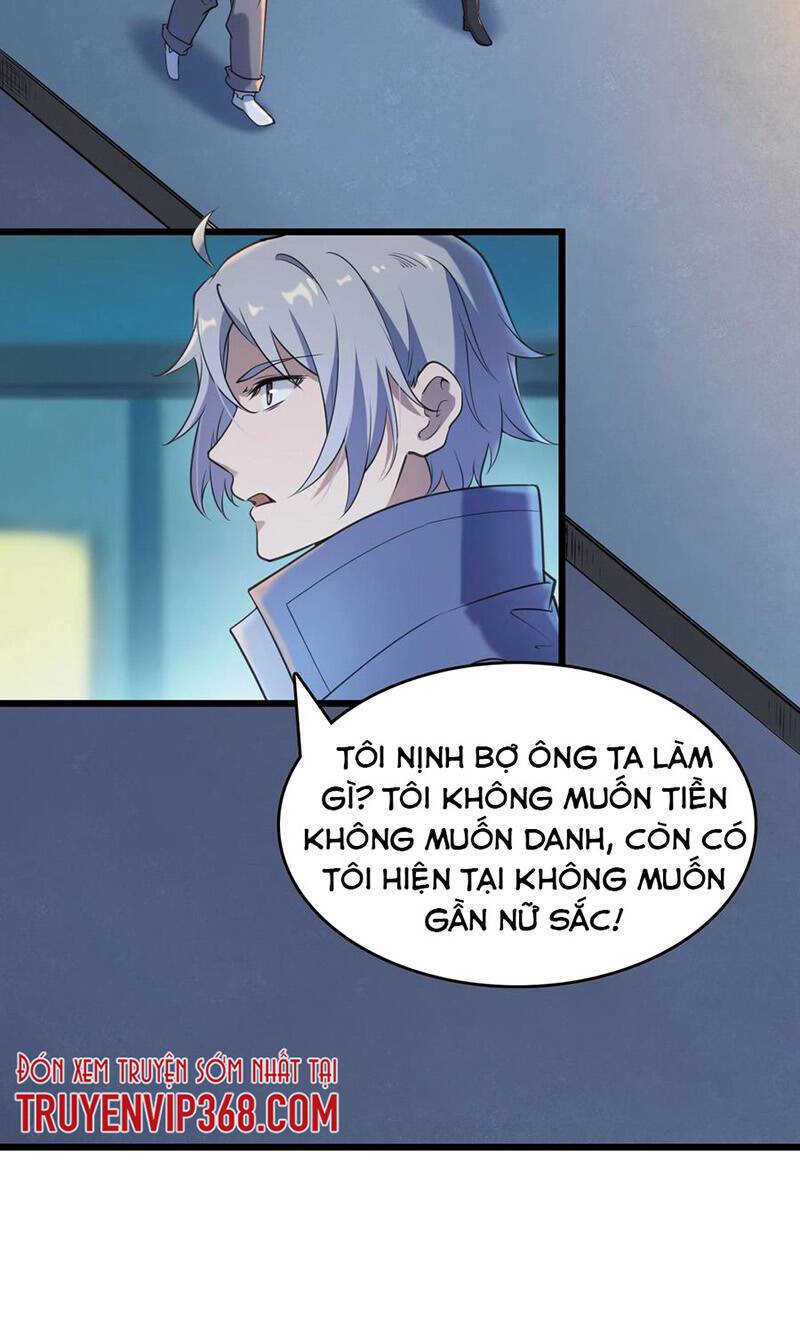 TÔI NỊNH BỢ ÔNG TA LÀM
GÌ? TÔI KHÔNG MUỐN TIỀN
KHÔNG MUỐN DANH, CÒN CÓ
TÔI HIỆN TẠI KHÔNG MUỐN
GẦN NỮ SẮC!
ĐÓN XEM TRUYỆN SỚM NHẤT TẠI
TRUYENVIP368.COM